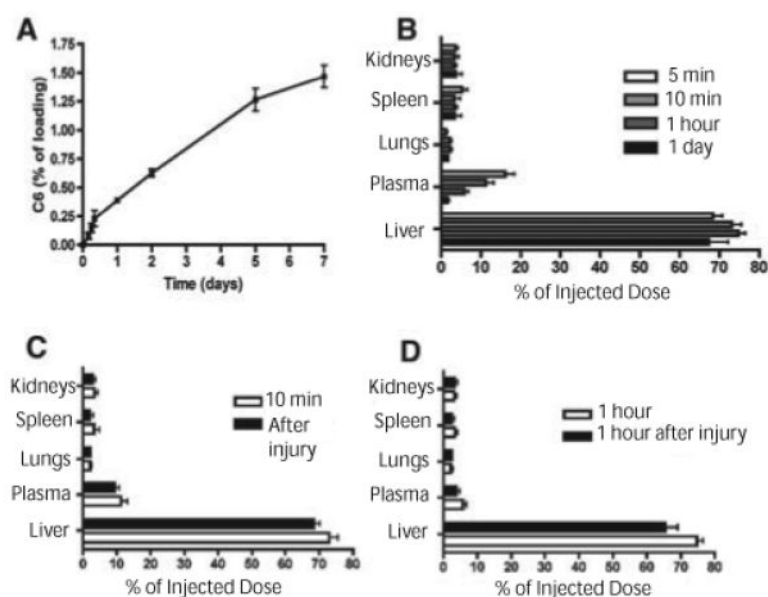 A
C6 (% of loading)
1.75
1.50
1.25
1.00
0.75
0.50
0.25
0.00
0 1 2 3 4 5 6 7
Time (days)
B
Kidneys
Spleen
Lungs
Plasma
Liver
5 min
10 min
1 hour
1 day
0 10 20 30 40 50 60 70 80
% of Injected Dose
C
Kidneys
Spleen
Lungs
Plasma
Liver
10 min
After
injury
0 10 20 30 40 50 60 70 80
% of Injected Dose
D
Kidneys
Spleen
Lungs
Plasma
Liver
1 hour
1 hour after injury
0 10 20 30 40 50 60 70 80
% of Injected Dose